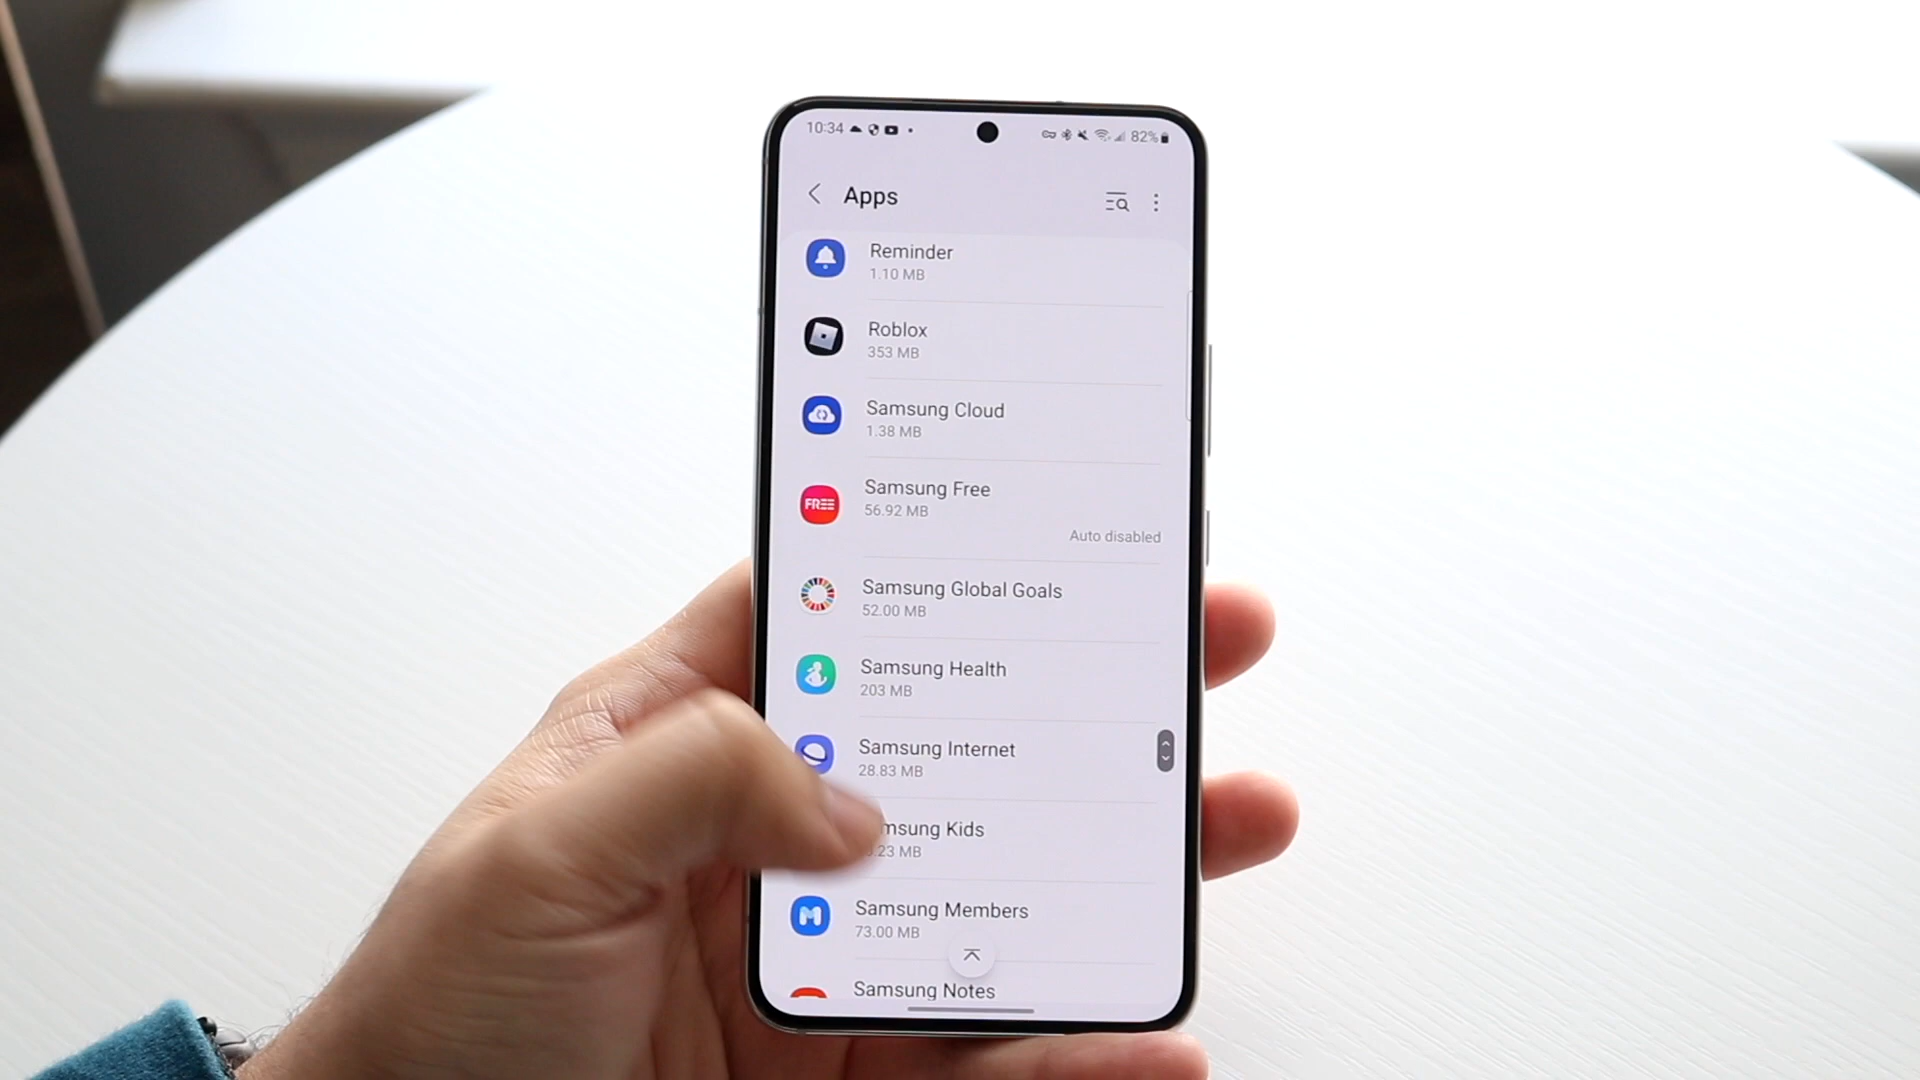 10:34 82%
Apps
Reminder
1.10 MB
Roblox
353 MB
Samsung Cloud
1.38 MB
FREE
Samsung Free
56.92 MB
Auto disabled
Samsung Global Goals
52.00 MB
Samsung Health
203 MB
Samsung Internet
28.83 MB
msung Kids
.23 MB
Samsung Members
73.00 MB
Samsung Notes